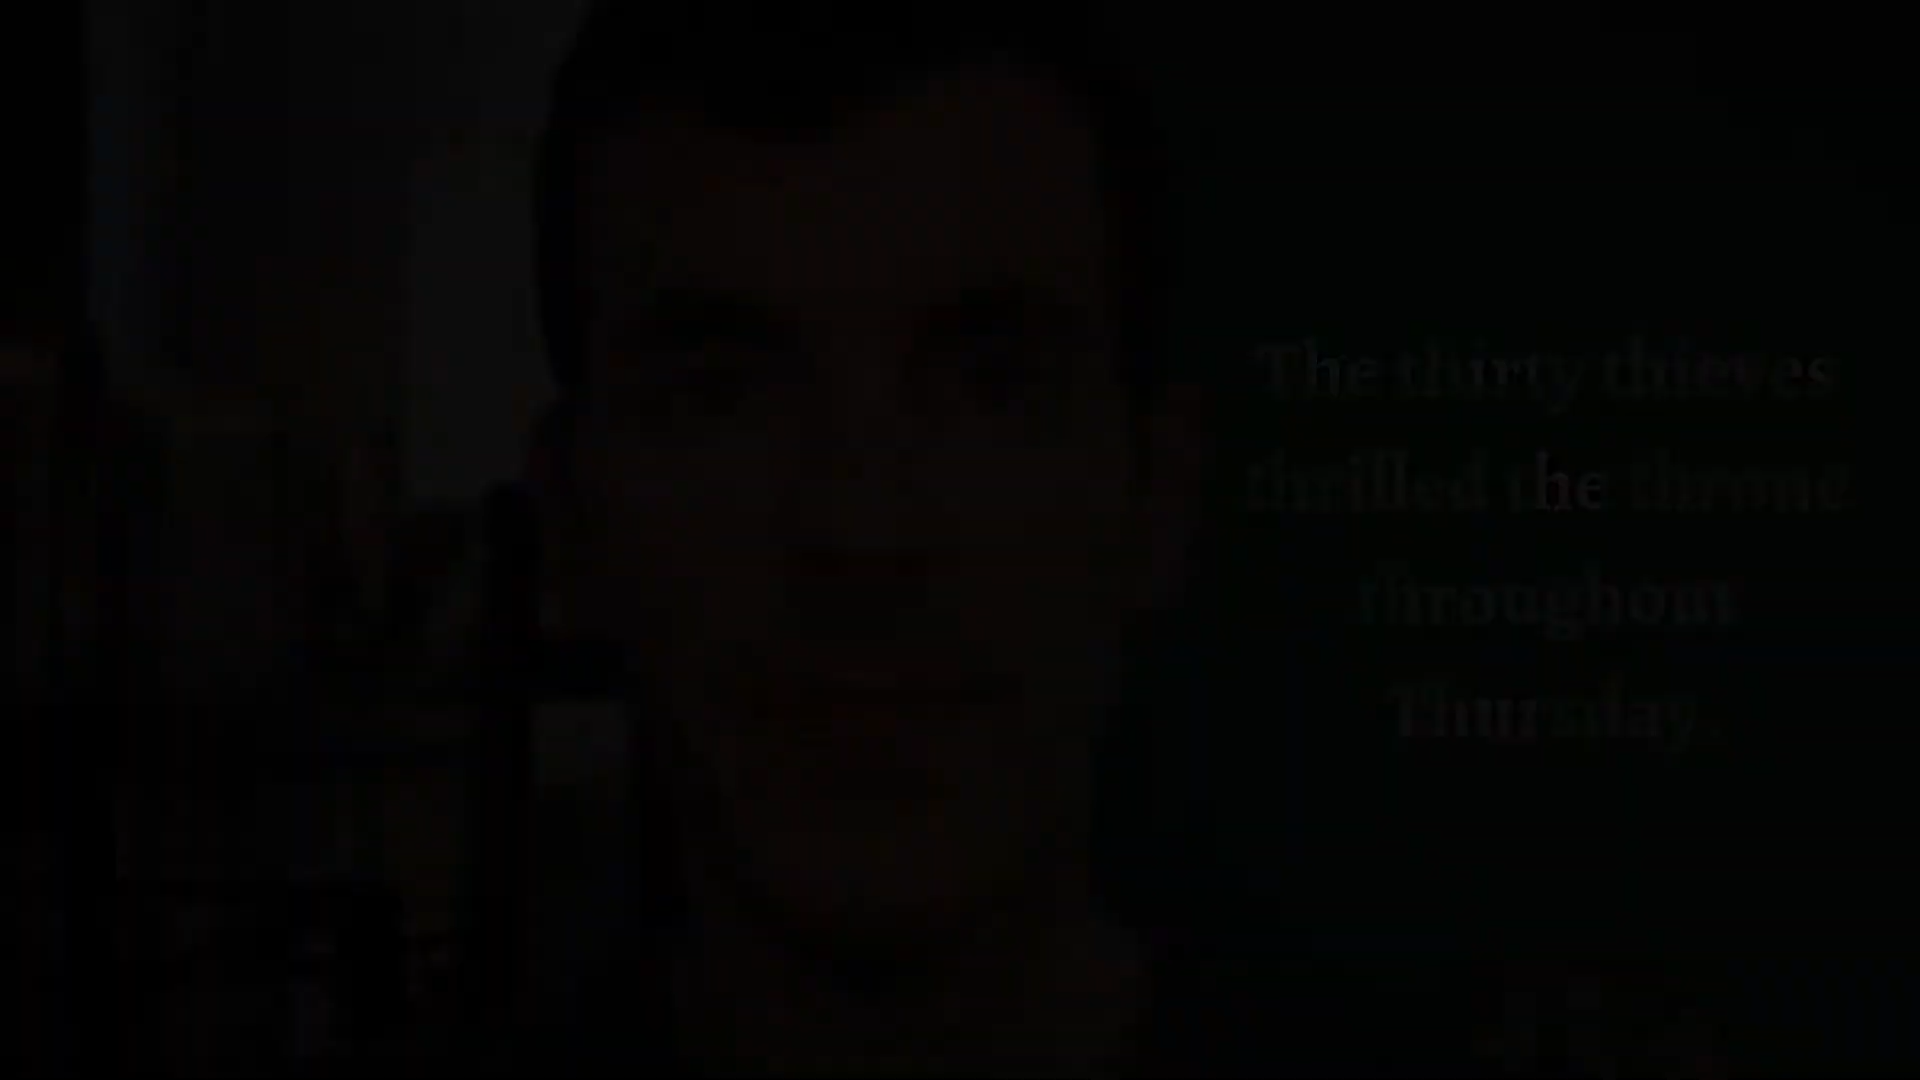 The thirty thieves
thrilled the throne
throughout
Thursday.